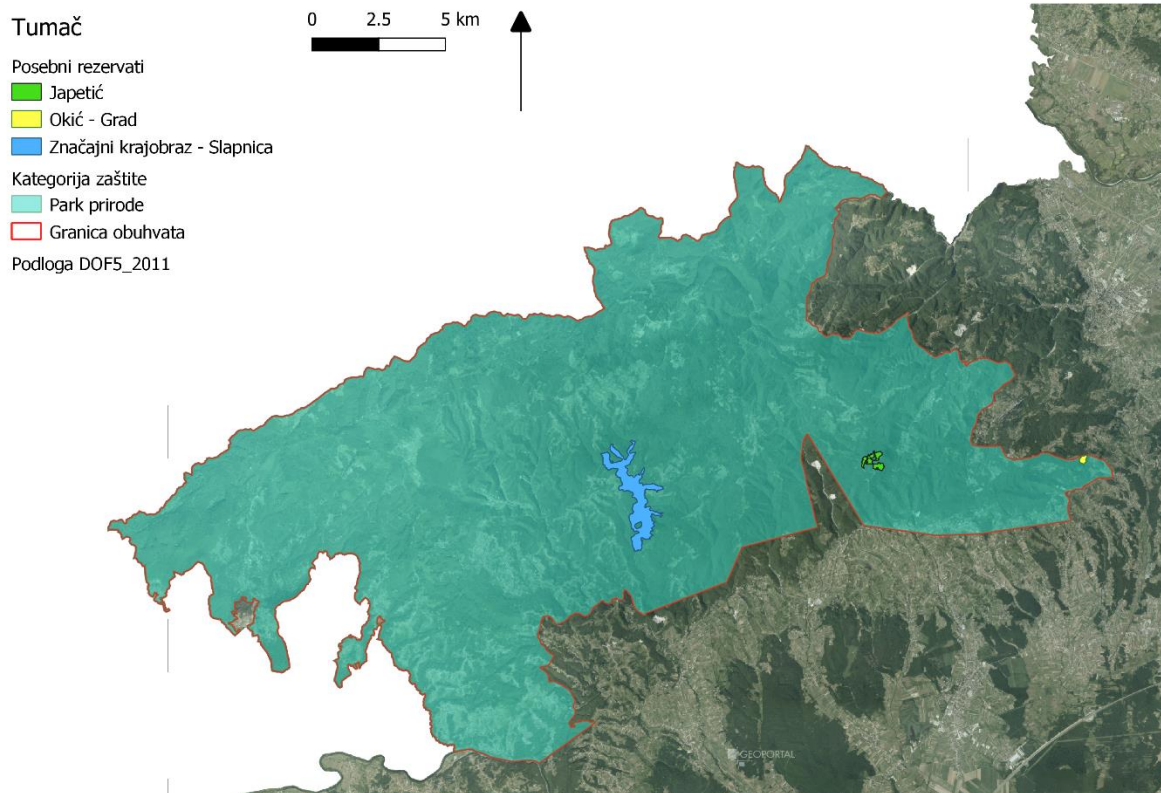 Tumač
0 2.5 5 km
Posebni rezervati
Japetić
Okić - Grad
Značajni krajobraz - Slapnica
Kategorija zaštite
Park prirode
Granica obuhvata
Podloga DOF5_2011
GEOPORTAL